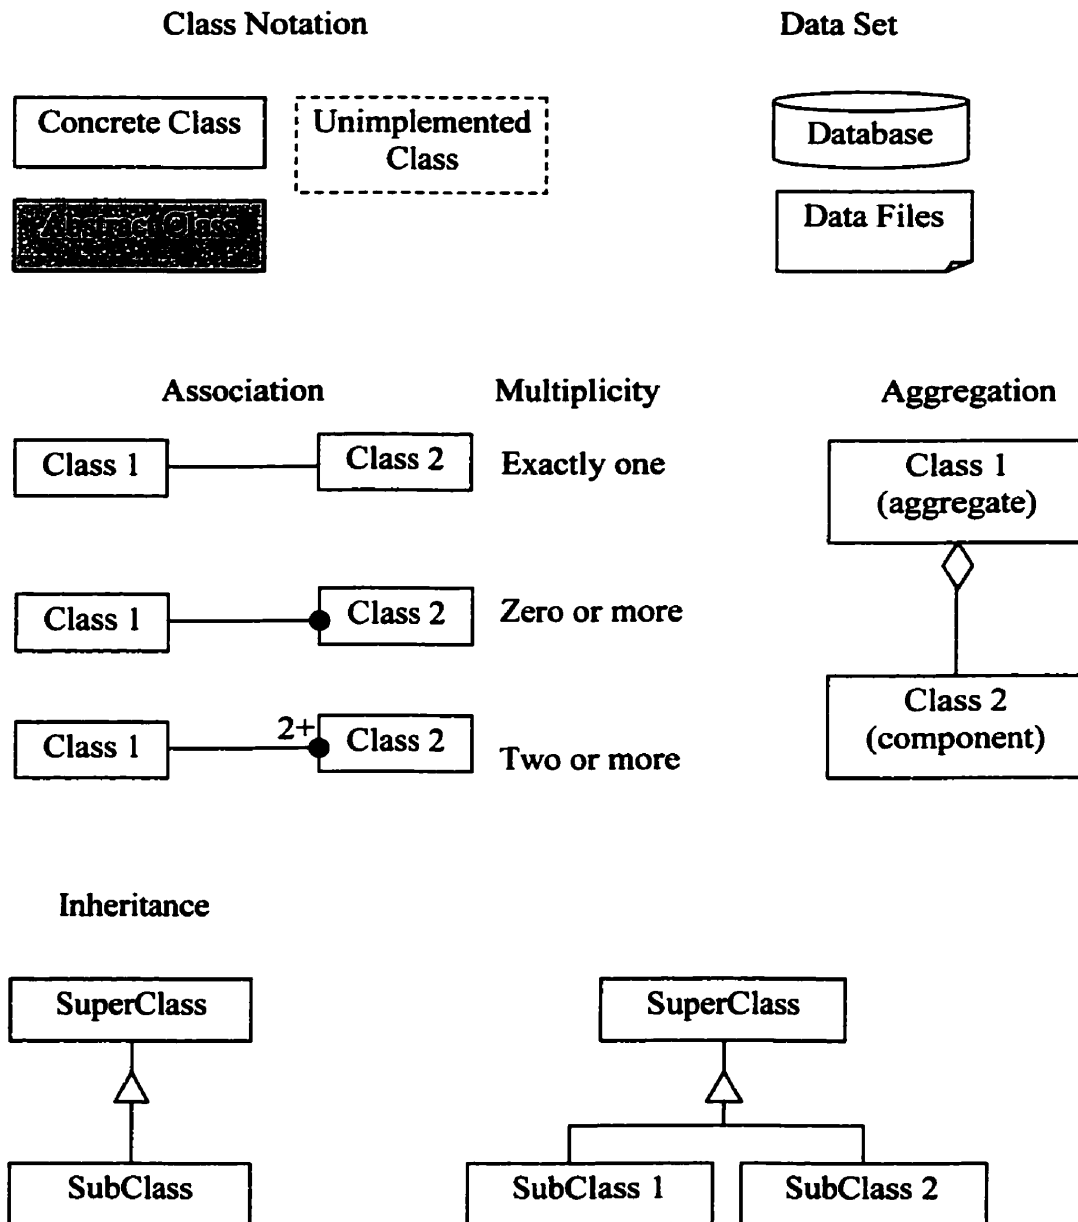 Class Notation
Data Set
Concrete Class
Unimplemented
Class
Database
Abstract Class
Data Files
Association
Multiplicity
Aggregation
Class 1
Class 2
Exactly one
Class 1
(aggregate)
Class 1
Class 2
Zero or more
Class 1
2+
Class 2
Two or more
Class 2
(component)
Inheritance
SuperClass
SuperClass
SubClass
SubClass 1
SubClass 2